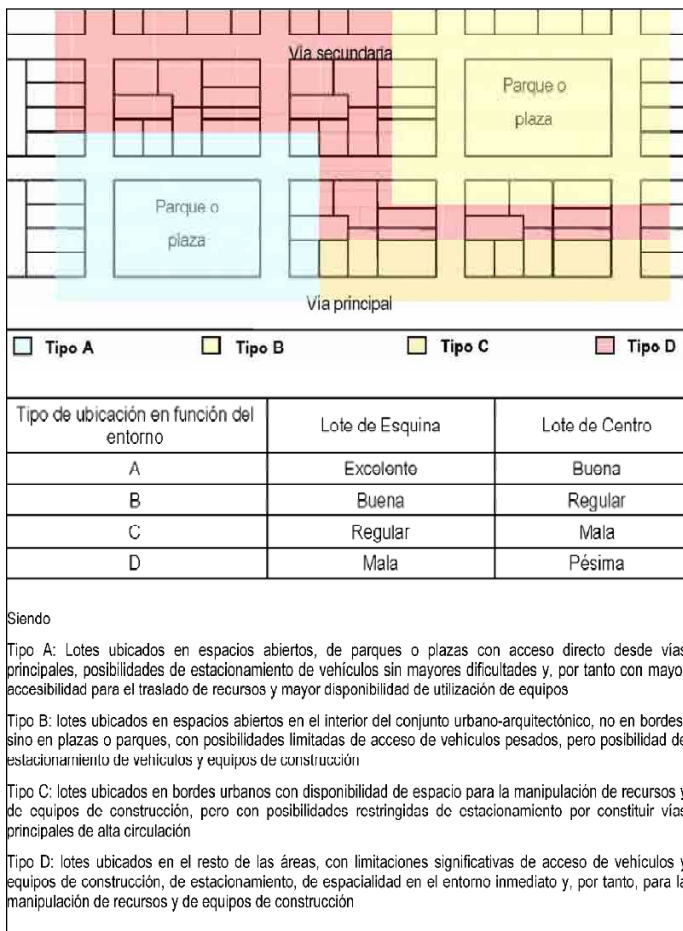 Vía secundaria
Parque o
plaza
Parque o
plaza
Vía principal
Tipo A
Tipo B
Tipo C
Tipo D
Tipo de ubicación en función del
entorno
Lote de Esquina
Lote de Centro
A
Excelente
Buena
B
Buena
Regular
C
Regular
Mala
D
Mala
Pésima
Siendo
Tipo A: Lotes ubicados en espacios abiertos, de parques o plazas con acceso directo desde vías
principales, posibilidades de estacionamiento de vehículos sin mayores dificultades y, por tanto con mayo
accesibilidad para el traslado de recursos y mayor disponibilidad de utilización de equipos
Tipo B: lotes ubicados en espacios abiertos en el interior del conjunto urbano-arquitectónico, no en bordes
sino en plazas o parques, con posibilidades limitadas de acceso de vehículos pesados, pero posibilidad de
estacionamiento de vehículos y equipos de construcción
Tipo C: lotes ubicados en bordes urbanos con disponibilidad de espacio para la manipulación de recursos y
de equipos de construcción, pero con posibilidades restringidas de estacionamiento por constituir vías
principales de alta circulación
Tipo D: lotes ubicados en el resto de las áreas, con limitaciones significativas de acceso de vehículos y
equipos de construcción, de estacionamiento, de espacialidad en el entorno inmediato y, por tanto, para la
manipulación de recursos y de equipos de construcción